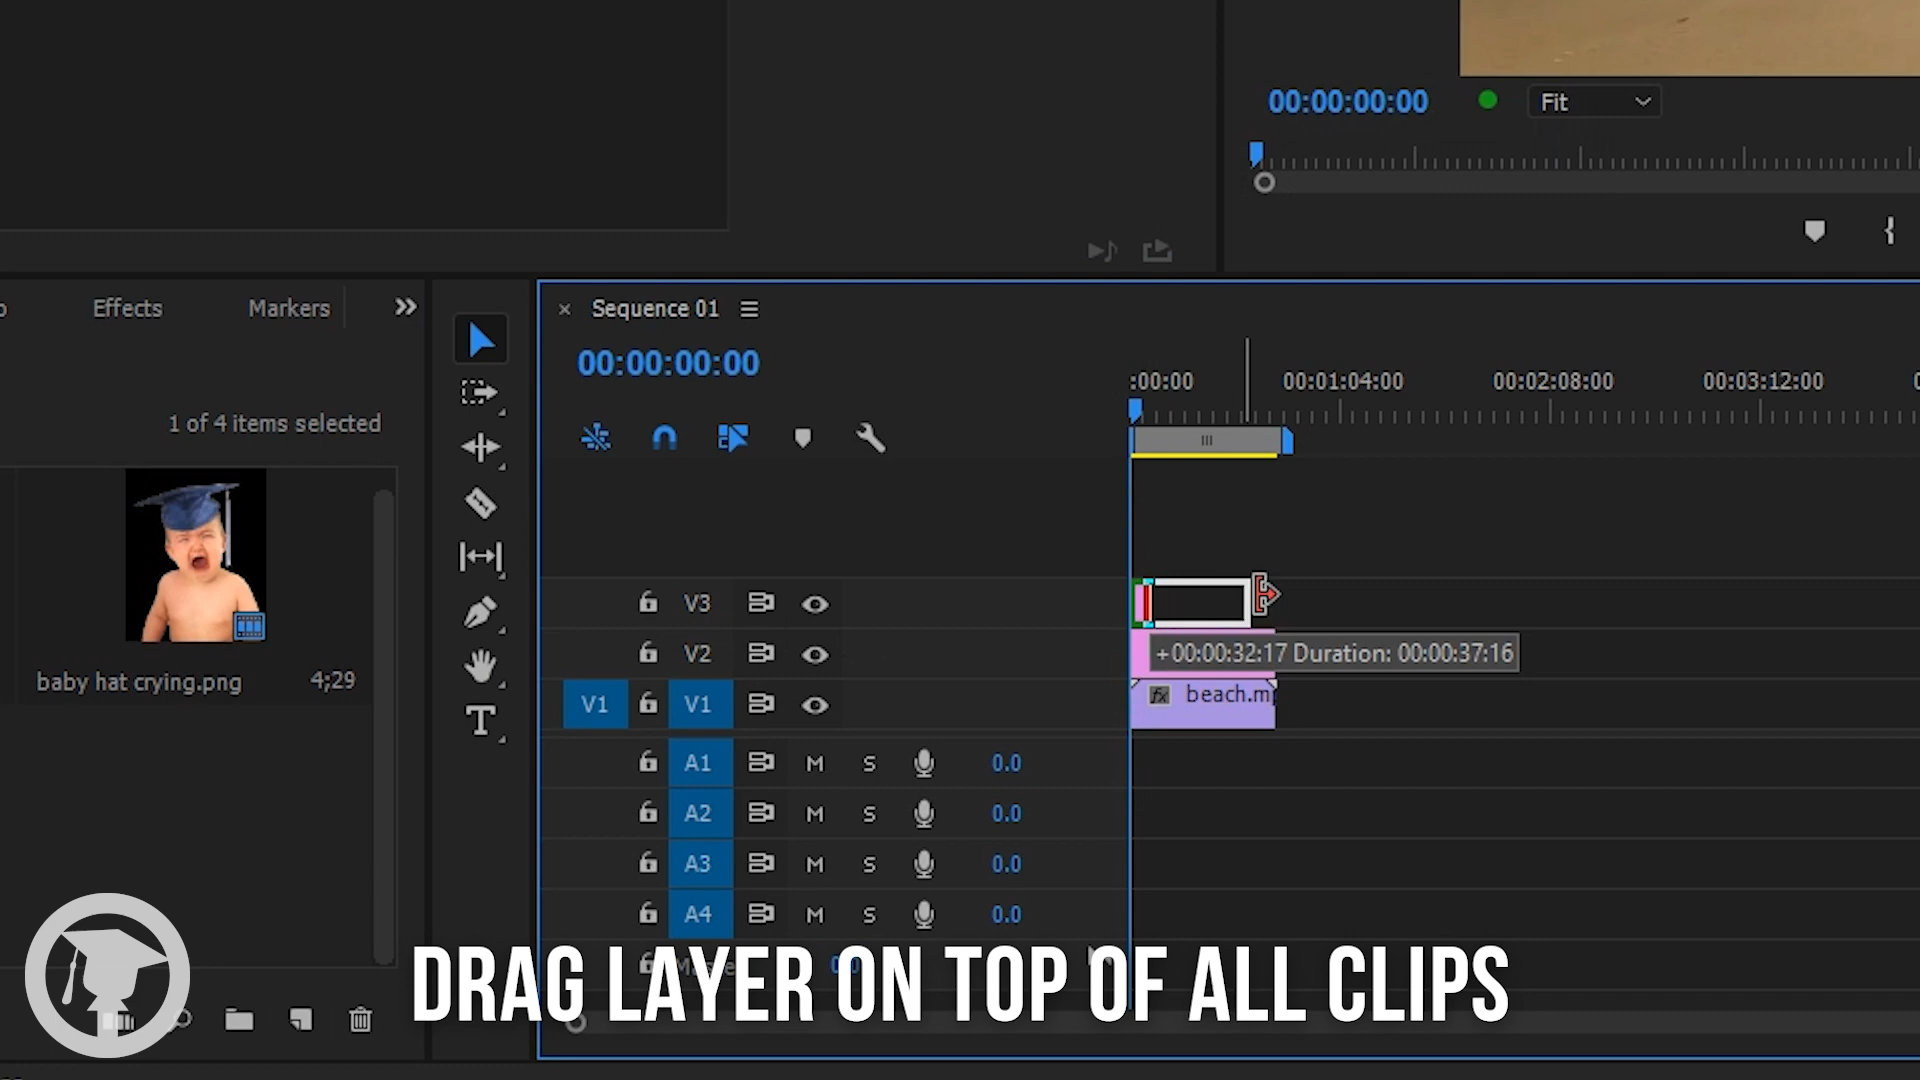 00:00:00:00
Fit
Effects
Markers
Sequence 01
00:00:00:00
:00:00
00:01:04:00
00:02:08:00
00:03:12:00
1 of 4 items selected
baby hat crying.png
4;29
V3
V2
+00:00:32:17 Duration: 00:00:37:16
V1
V1
fx
beach.mp
A1
M
S
0.0
A2
M
S
0.0
A3
M
S
0.0
A4
M
S
0.0
DRAG LAYER ON TOP OF ALL CLIPS